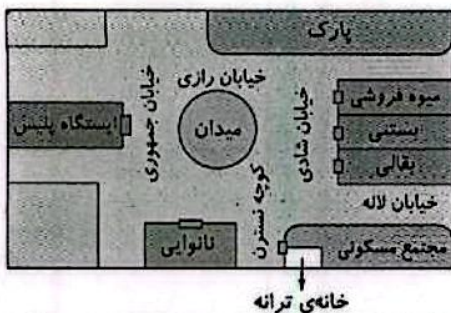 پارک
خیابان رازی
میوه فروشی
خیابان جمهوری
میدان
خیابان شادی
بستنی
ایستگاه پلیس
بقالی
خیابان لاله
کوچه نسترن
نانوایی
مجتمع مسکونی
خانه‌ی ترانه